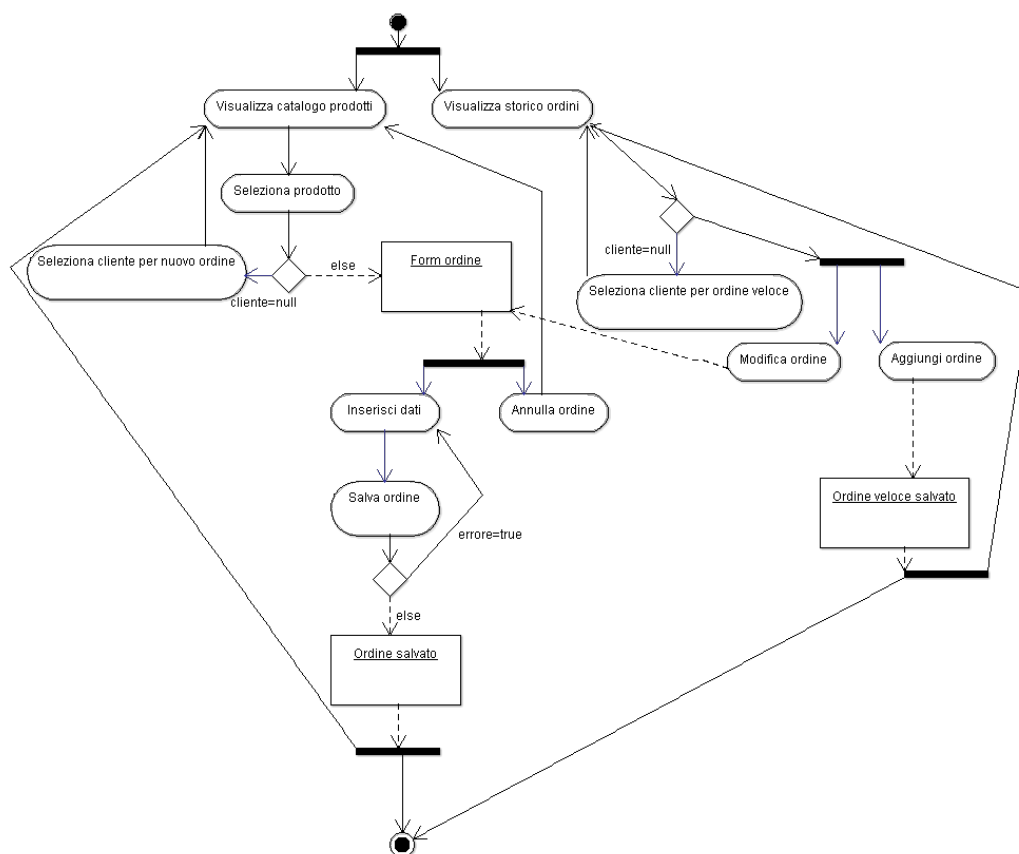 Visualizza catalogo prodotti
Visualizza storico ordini
Seleziona prodotto
Seleziona cliente per nuovo ordine
cliente=null
else
Form ordine
cliente=null
Seleziona cliente per ordine veloce
Modifica ordine
Aggiungi ordine
Inserisci dati
Annulla ordine
Salva ordine
errore=true
Ordine veloce salvato
else
Ordine salvato